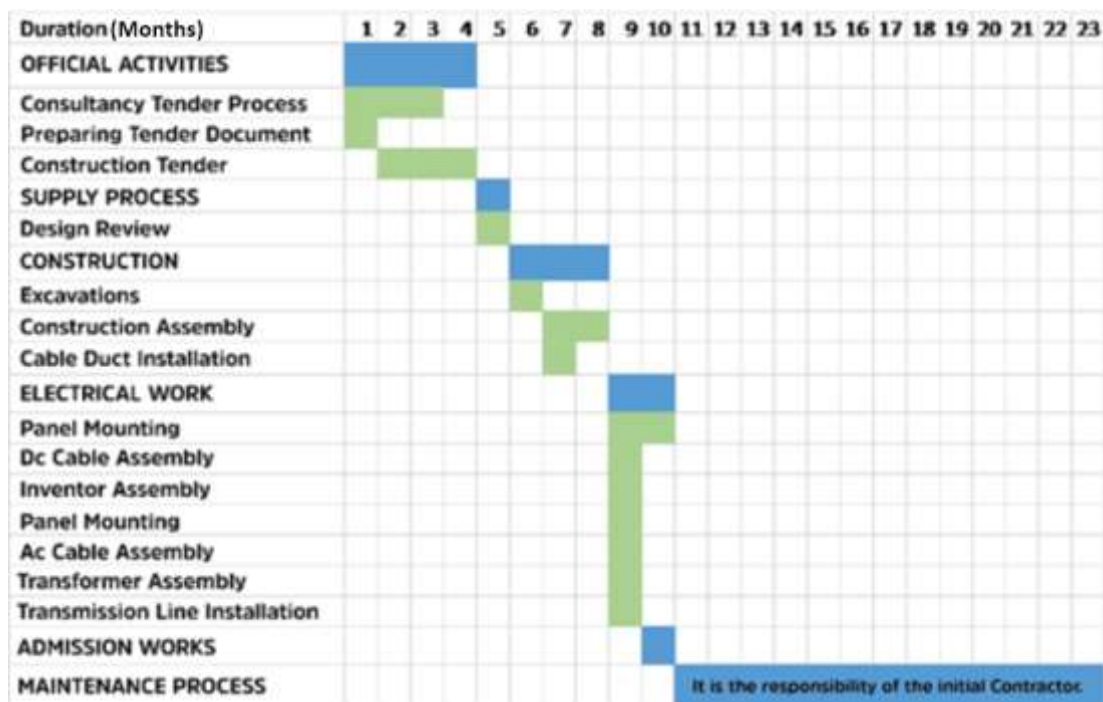 Duration (Months) 1 2 3 4 5 6 7 8 9 10 11 12 13 14 15 16 17 18 19 20 21 22 23
OFFICIAL ACTIVITIES
Consultancy Tender Process
Preparing Tender Document
Construction Tender
SUPPLY PROCESS
Design Review
CONSTRUCTION
Excavations
Construction Assembly
Cable Duct Installation
ELECTRICAL WORK
Panel Mounting
Dc Cable Assembly
Inventor Assembly
Panel Mounting
Ac Cable Assembly
Transformer Assembly
Transmission Line Installation
ADMISSION WORKS
MAINTENANCE PROCESS It is the responsibility of the initial Contractor.